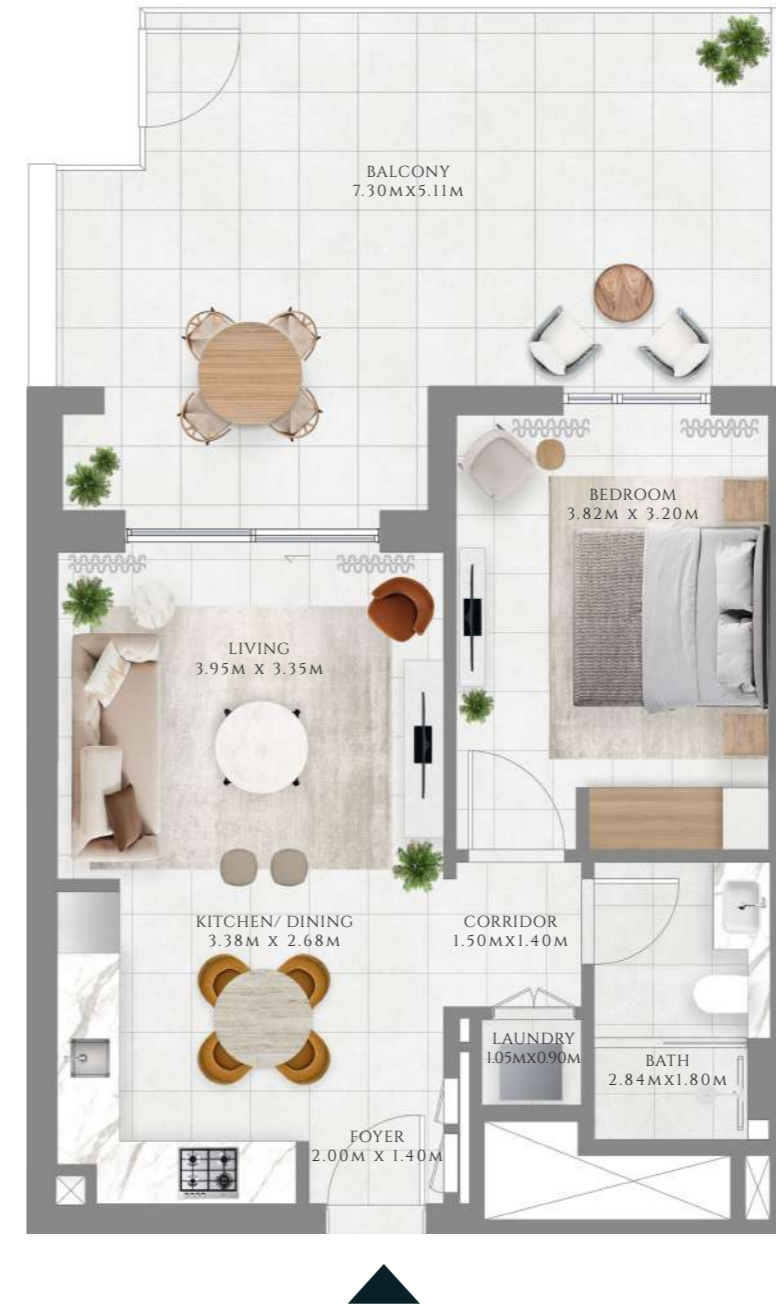 BALCONY
7.30MX5.11M
BEDROOM
3.82M X 3.20M
LIVING
3.95M X 3.35M
KITCHEN/ DINING
3.38M X 2.68M
CORRIDOR
1.50MX1.40M
LAUNDRY
1.05MX0.90M
BATH
2.84MX1.80M
FOYER
2.00M X 1.40M